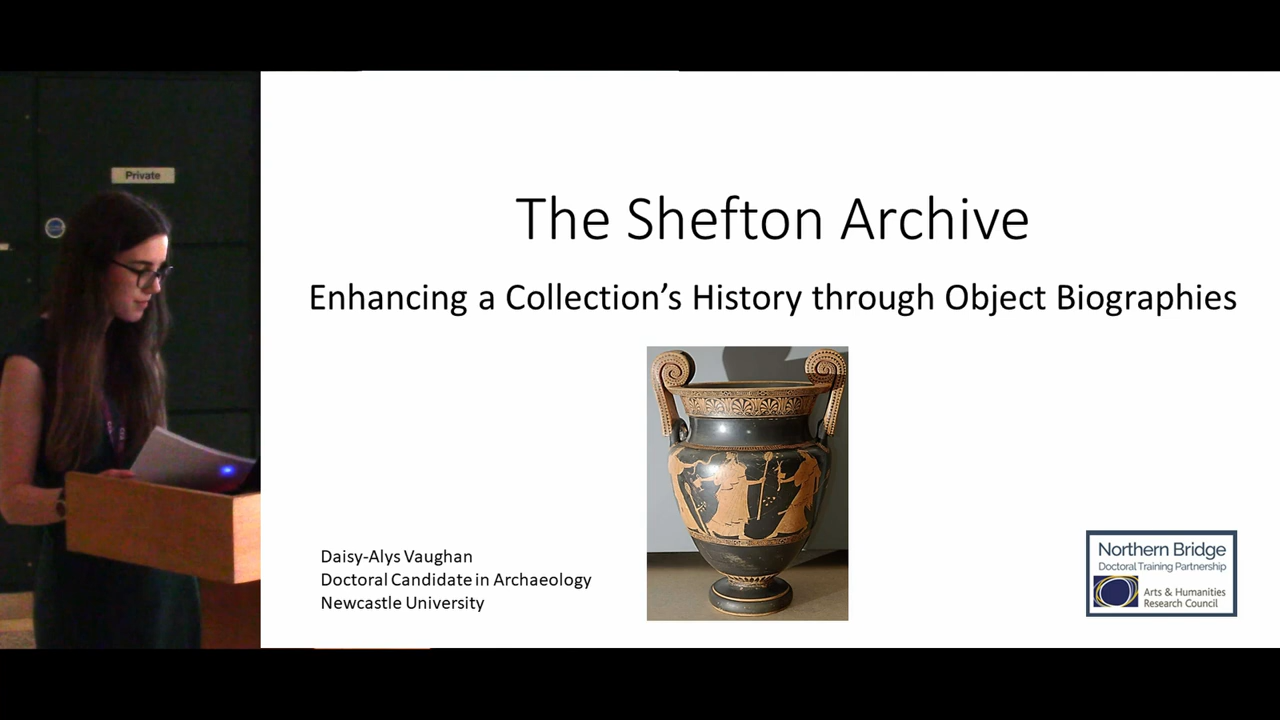 Private
The Shefton Archive
Enhancing a Collection's History through Object Biographies
Daisy-Alys Vaughan
Doctoral Candidate in Archaeology
Newcastle University
Northern Bridge
Doctoral Training Partnership
Arts & Humanities
Research Council